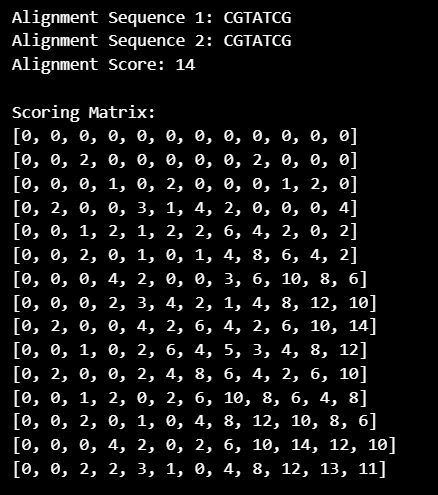 Alignment Sequence 1: CGTATCG
Alignment Sequence 2: CGTATCG
Alignment Score: 14
Scoring Matrix:
[0, 0, 0, 0, 0, 0, 0, 0, 0, 0, 0, 0]
[0, 0, 2, 0, 0, 0, 0, 0, 2, 0, 0, 0]
[0, 0, 0, 1, 0, 2, 0, 0, 0, 1, 2, 0]
[0, 2, 0, 0, 3, 1, 4, 2, 0, 0, 0, 4]
[0, 0, 1, 2, 1, 2, 2, 6, 4, 2, 0, 2]
[0, 0, 2, 0, 1, 0, 1, 4, 8, 6, 4, 2]
[0, 0, 0, 4, 2, 0, 0, 3, 6, 10, 8, 6]
[0, 0, 0, 2, 3, 4, 2, 1, 4, 8, 12, 10]
[0, 2, 0, 0, 4, 2, 6, 4, 2, 6, 10, 14]
[0, 0, 1, 0, 2, 6, 4, 5, 3, 4, 8, 12]
[0, 2, 0, 0, 2, 4, 8, 6, 4, 2, 6, 10]
[0, 0, 1, 2, 0, 2, 6, 10, 8, 6, 4, 8]
[0, 0, 2, 0, 1, 0, 4, 8, 12, 10, 8, 6]
[0, 0, 0, 4, 2, 0, 2, 6, 10, 14, 12, 10]
[0, 0, 2, 2, 3, 1, 0, 4, 8, 12, 13, 11]